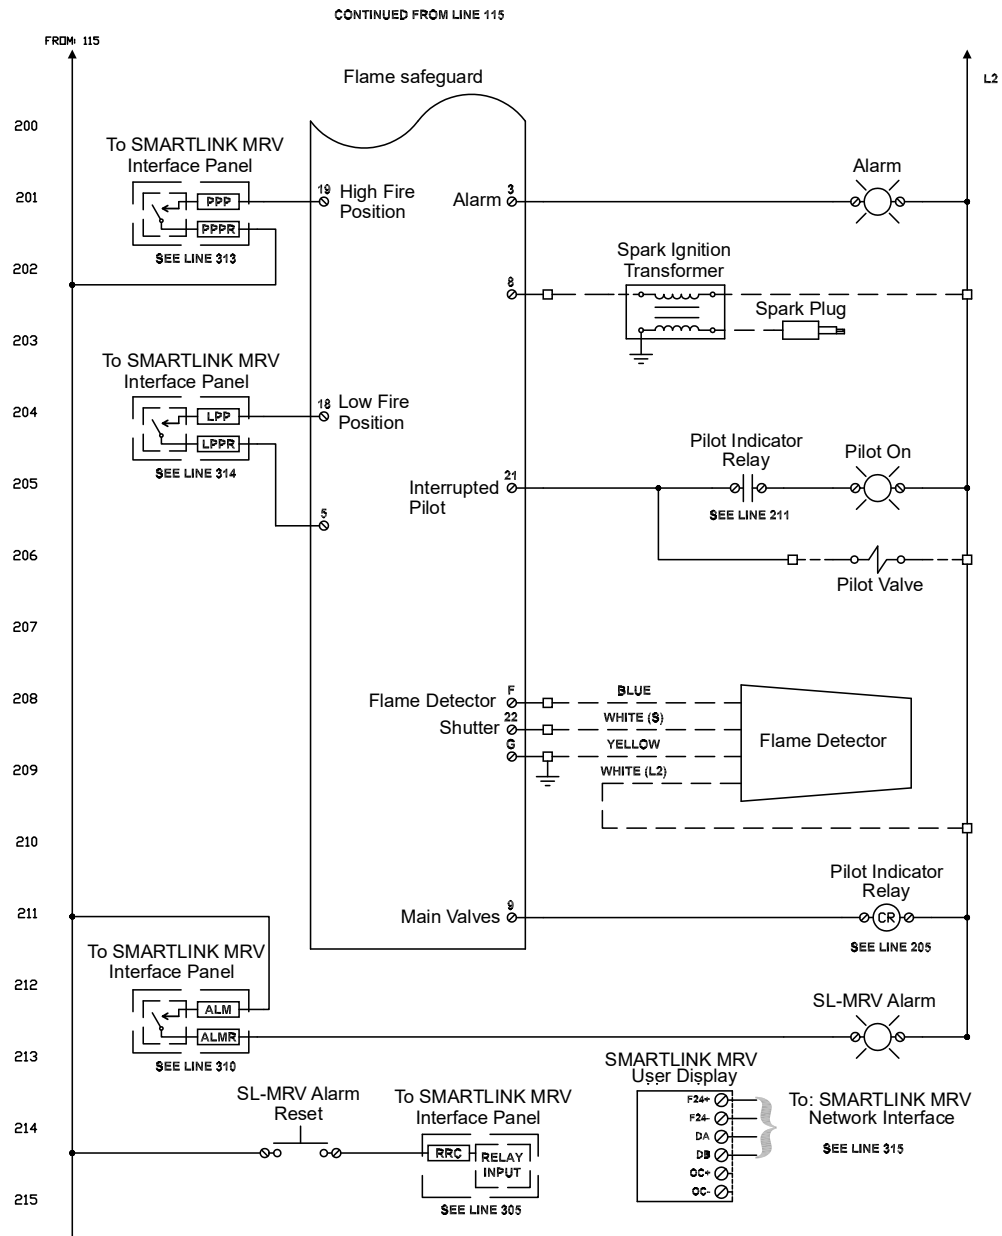 CONTINUED FROM LINE 115
FROM: 115
L2
Flame safeguard
200
To SMARTLINK MRV
Interface Panel
Alarm
201
PPP
19
High Fire
Position
Alarm
3
PPPR
SEE LINE 313
Spark Ignition
Transformer
202
8
Spark Plug
203
To SMARTLINK MRV
Interface Panel
204
LPP
18
Low Fire
Position
LPPR
Pilot Indicator
Relay
Pilot On
SEE LINE 314
205
Interrupted
Pilot
21
SEE LINE 211
5
206
Pilot Valve
207
208
Flame Detector
F
BLUE
Shutter
22
WHITE (S)
G
YELLOW
Flame Detector
209
WHITE (L2)
210
Pilot Indicator
Relay
211
Main Valves
9
CR
SEE LINE 205
To SMARTLINK MRV
Interface Panel
212
ALM
SL-MRV Alarm
ALMR
213
SEE LINE 310
SMARTLINK MRV
User Display
SL-MRV Alarm
Reset
To SMARTLINK MRV
Interface Panel
F24+
To: SMARTLINK MRV
Network Interface
214
F24-
DA
SEE LINE 315
RRC
RELAY
INPUT
DB
OC+
OC-
215
SEE LINE 305